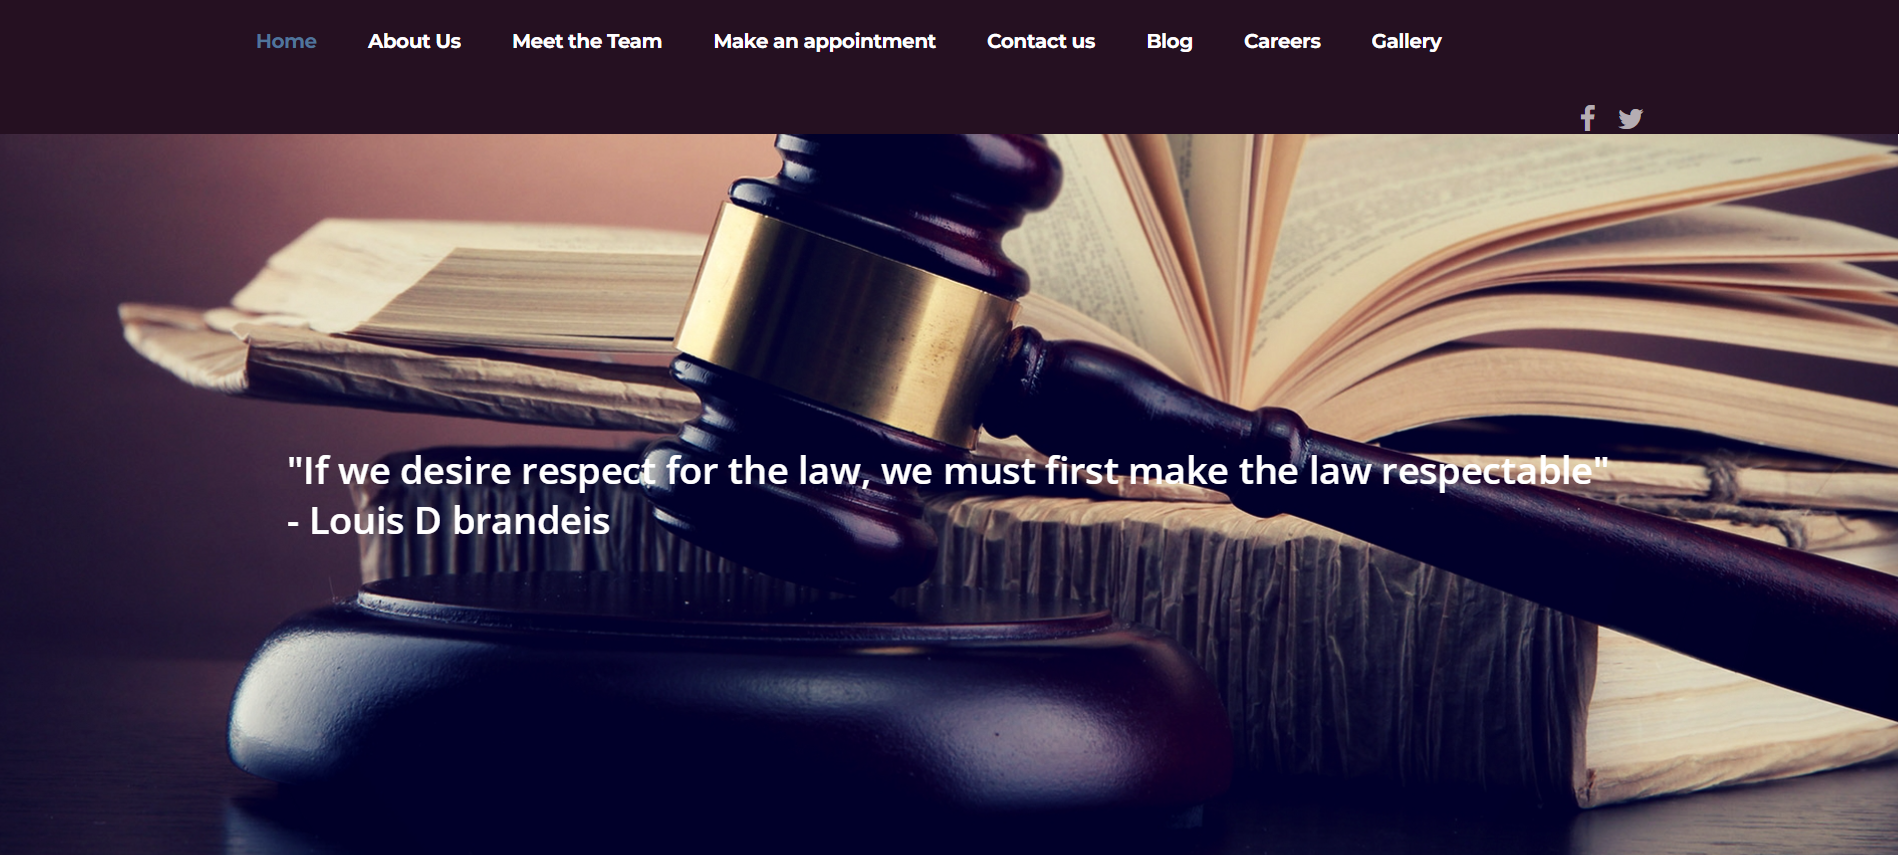 Home About Us Meet the Team Make an appointment Contact us Blog Careers Gallery
"If we desire respect for the law, we must first make the law respectable"
- Louis D brandeis